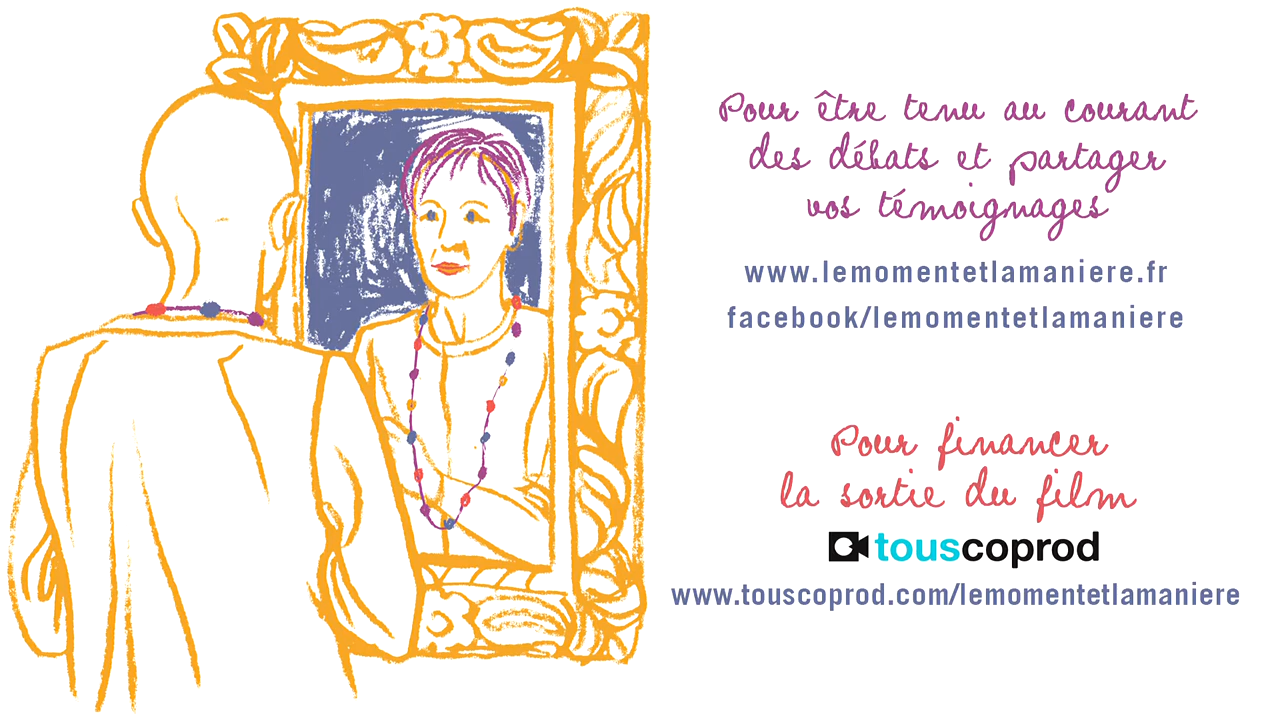 Pour être tenu au courant
des débats et partager
vos témoignages
www.lemomentetlamaniere.fr
facebook/lemomentetlamaniere
Pour financer
la sortie du film
touscoprod
www.touscoprod.com/lemomentetlamaniere